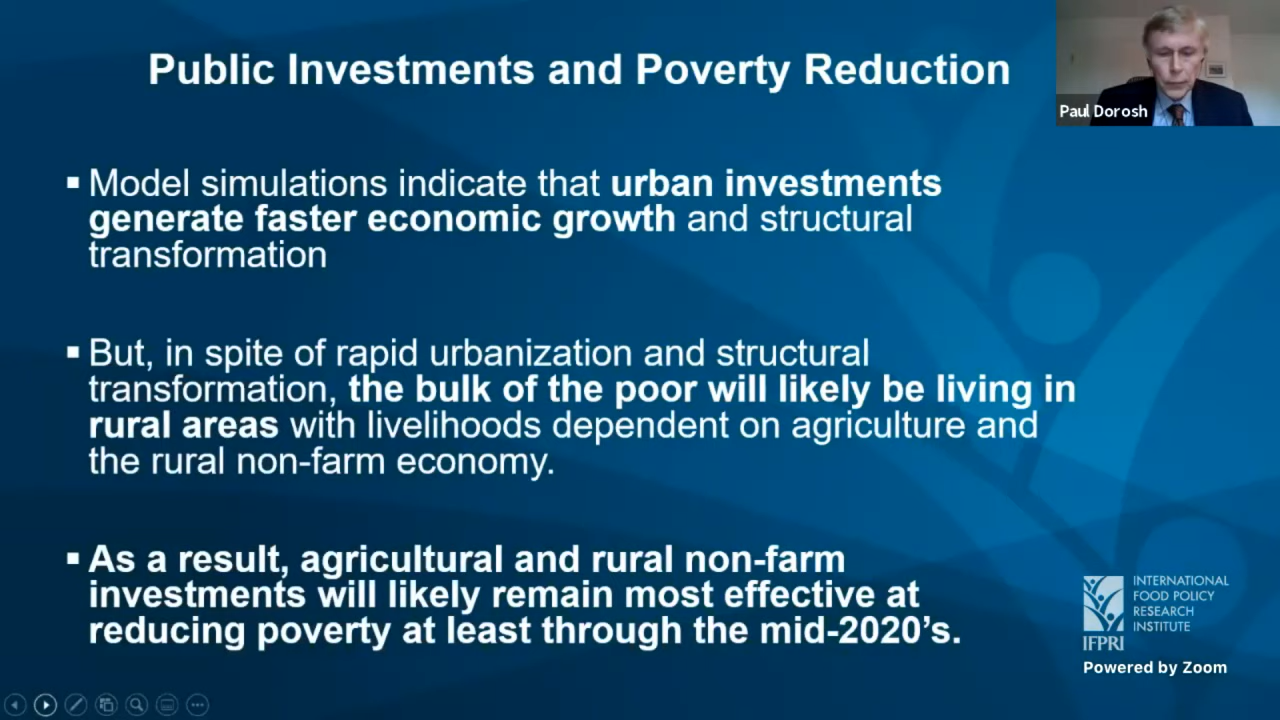 Public Investments and Poverty Reduction
Paul Dorosh
▪ Model simulations indicate that urban investments
generate faster economic growth and structural
transformation
▪ But, in spite of rapid urbanization and structural
transformation, the bulk of the poor will likely be living in
rural areas with livelihoods dependent on agriculture and
the rural non-farm economy.
▪ As a result, agricultural and rural non-farm
investments will likely remain most effective at
reducing poverty at least through the mid-2020’s.
INTERNATIONAL
FOOD POLICY
RESEARCH
INSTITUTE
IFPRI
Powered by Zoom